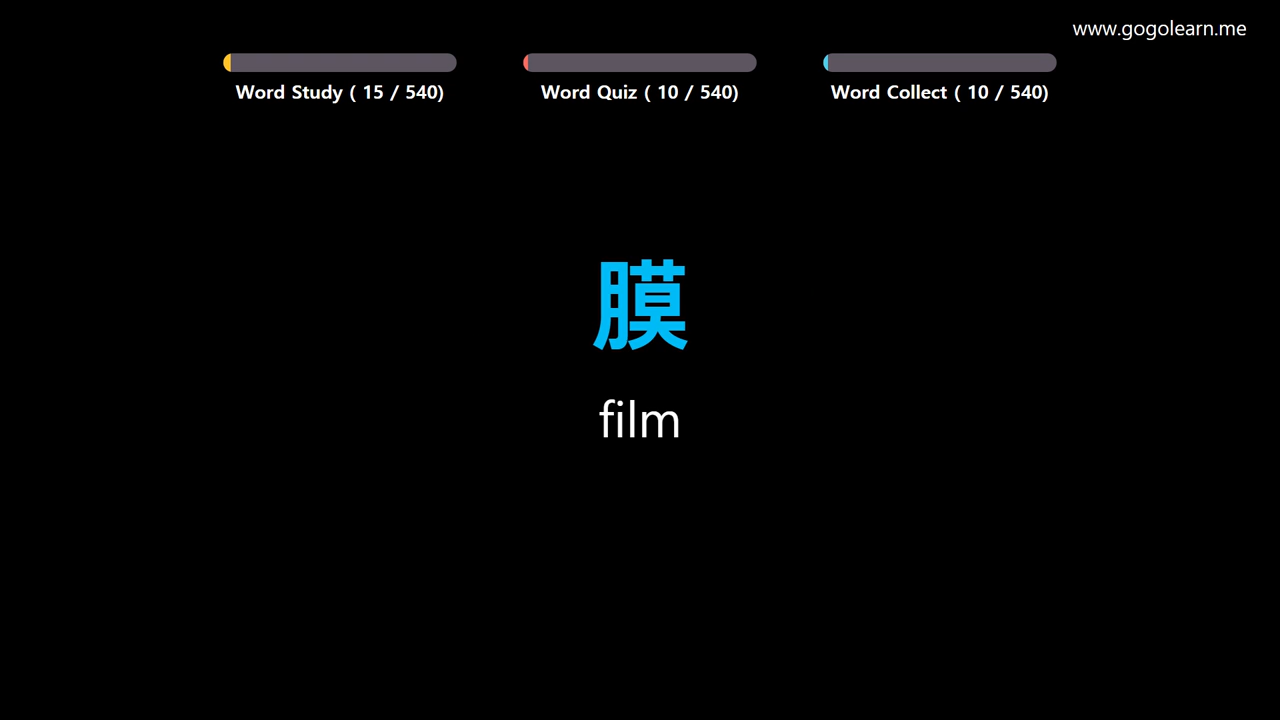 www.gogolearn.me
Word Study ( 15 / 540)
Word Quiz ( 10 / 540)
Word Collect ( 10 / 540)
膜
film